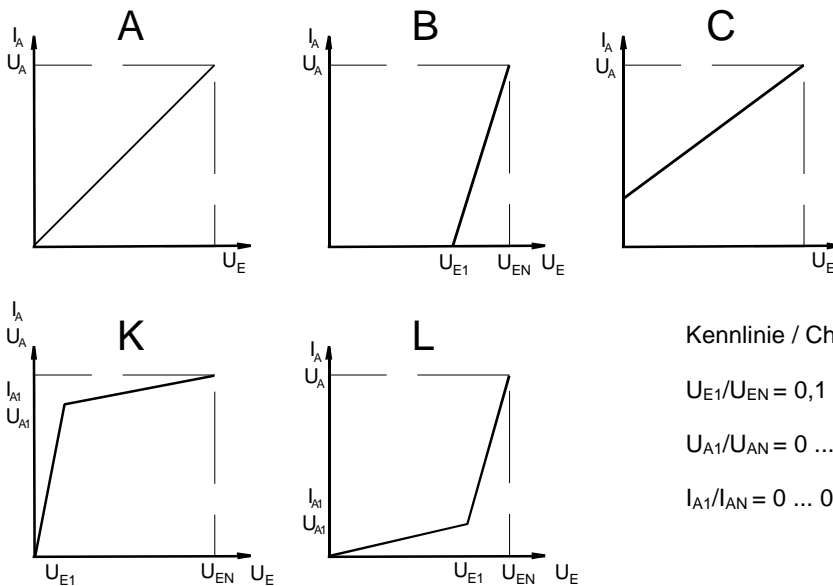 A
I_A
U_A
U_E
B
I_A
U_A
U_E1
U_EN
U_E
C
I_A
U_A
U_E
K
I_A
U_A
I_A1
U_A1
U_E1
U_EN
U_E
L
I_A
U_A
I_A1
U_A1
U_E1
U_EN
U_E
Kennlinie /
U_E1/U_EN = 0,1
U_A1/U_AN = 0 ...
I_A1/I_AN = 0 ... 0